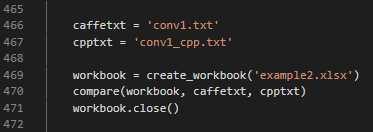 465
466 caffetxt = 'conv1.txt'
467 cpptxt = 'conv1_cpp.txt'
468
469 workbook = create_workbook('example2.xlsx')
470 compare(workbook, caffetxt, cpptxt)
471 workbook.close()
472